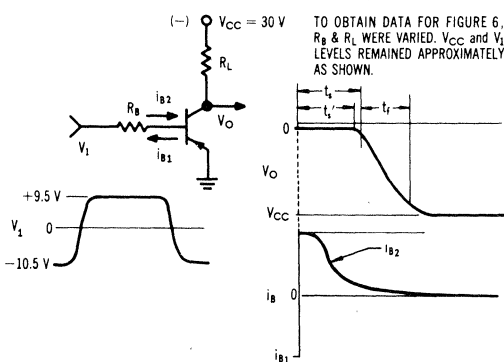 (−) V_CC = 30 V
TO OBTAIN DATA FOR FIGURE 6,
R_B & R_L WERE VARIED. V_CC and V_1
LEVELS REMAINED APPROXIMATELY
AS SHOWN.
R_L
R_B
i_B2
V_O
V_1
i_B1
+9.5 V
V_1
0
−10.5 V
t_s
t_s'
t_f
0
V_O
V_CC
i_B2
i_B
0
i_B1